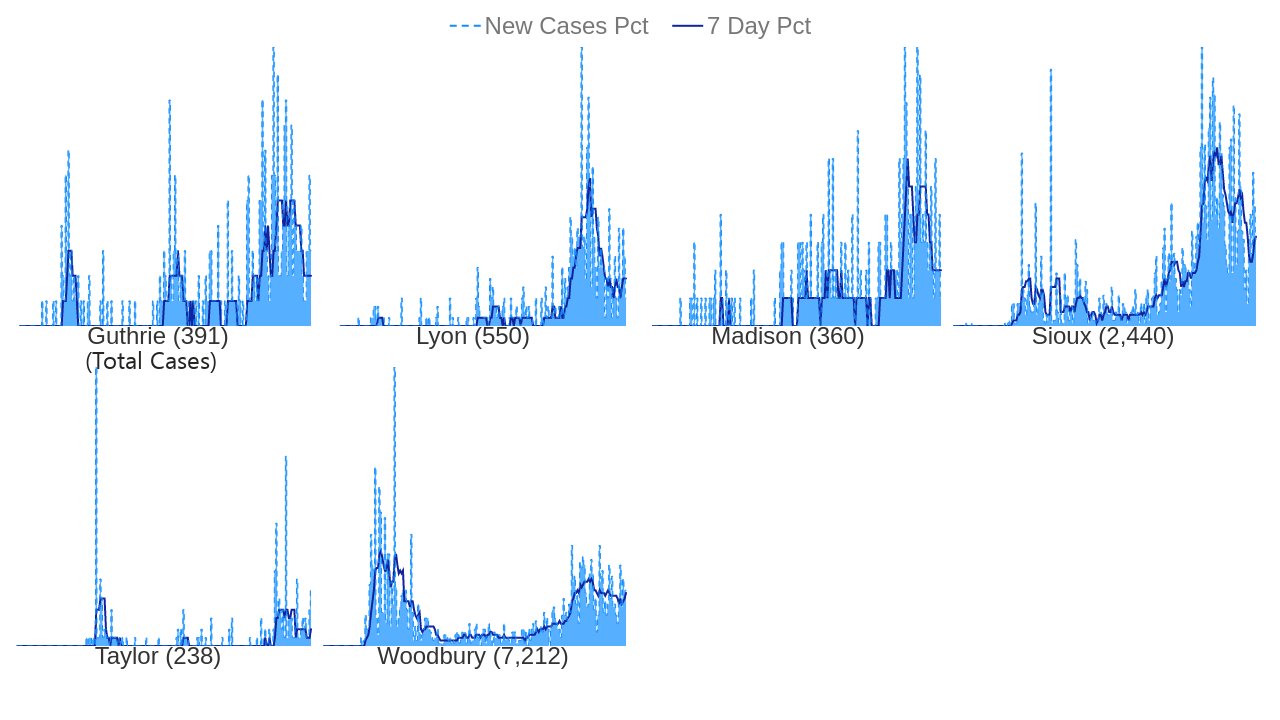 New Cases Pct 7 Day Pct
Guthrie (391) Lyon (550) Madison (360) Sioux (2,440)
(Total Cases)
Taylor (238) Woodbury (7,212)